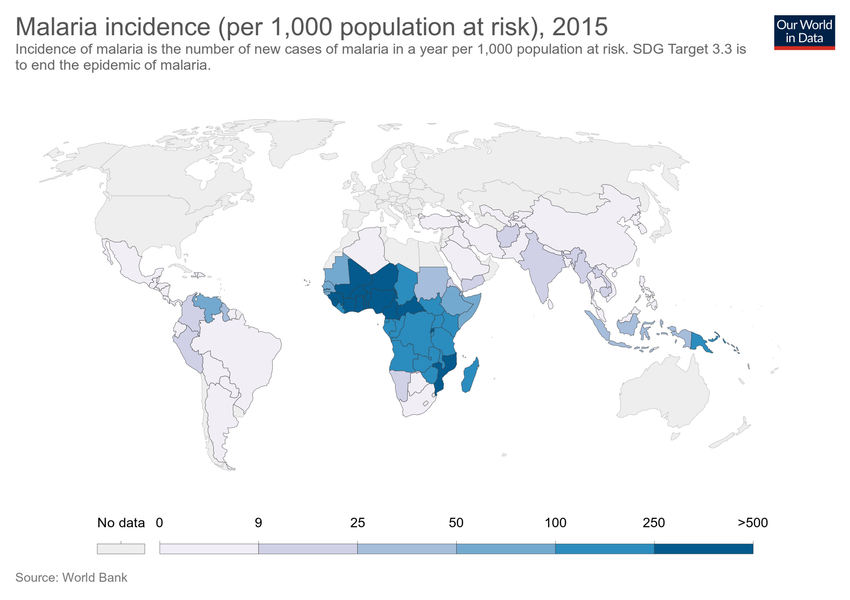 Malaria incidence (per 1,000 population at risk), 2015
Incidence of malaria is the number of new cases of malaria in a year per 1,000 population at risk. SDG Target 3.3 is
to end the epidemic of malaria.
Our World
in Data
No data 0 9 25 50 100 250 >500
Source: World Bank